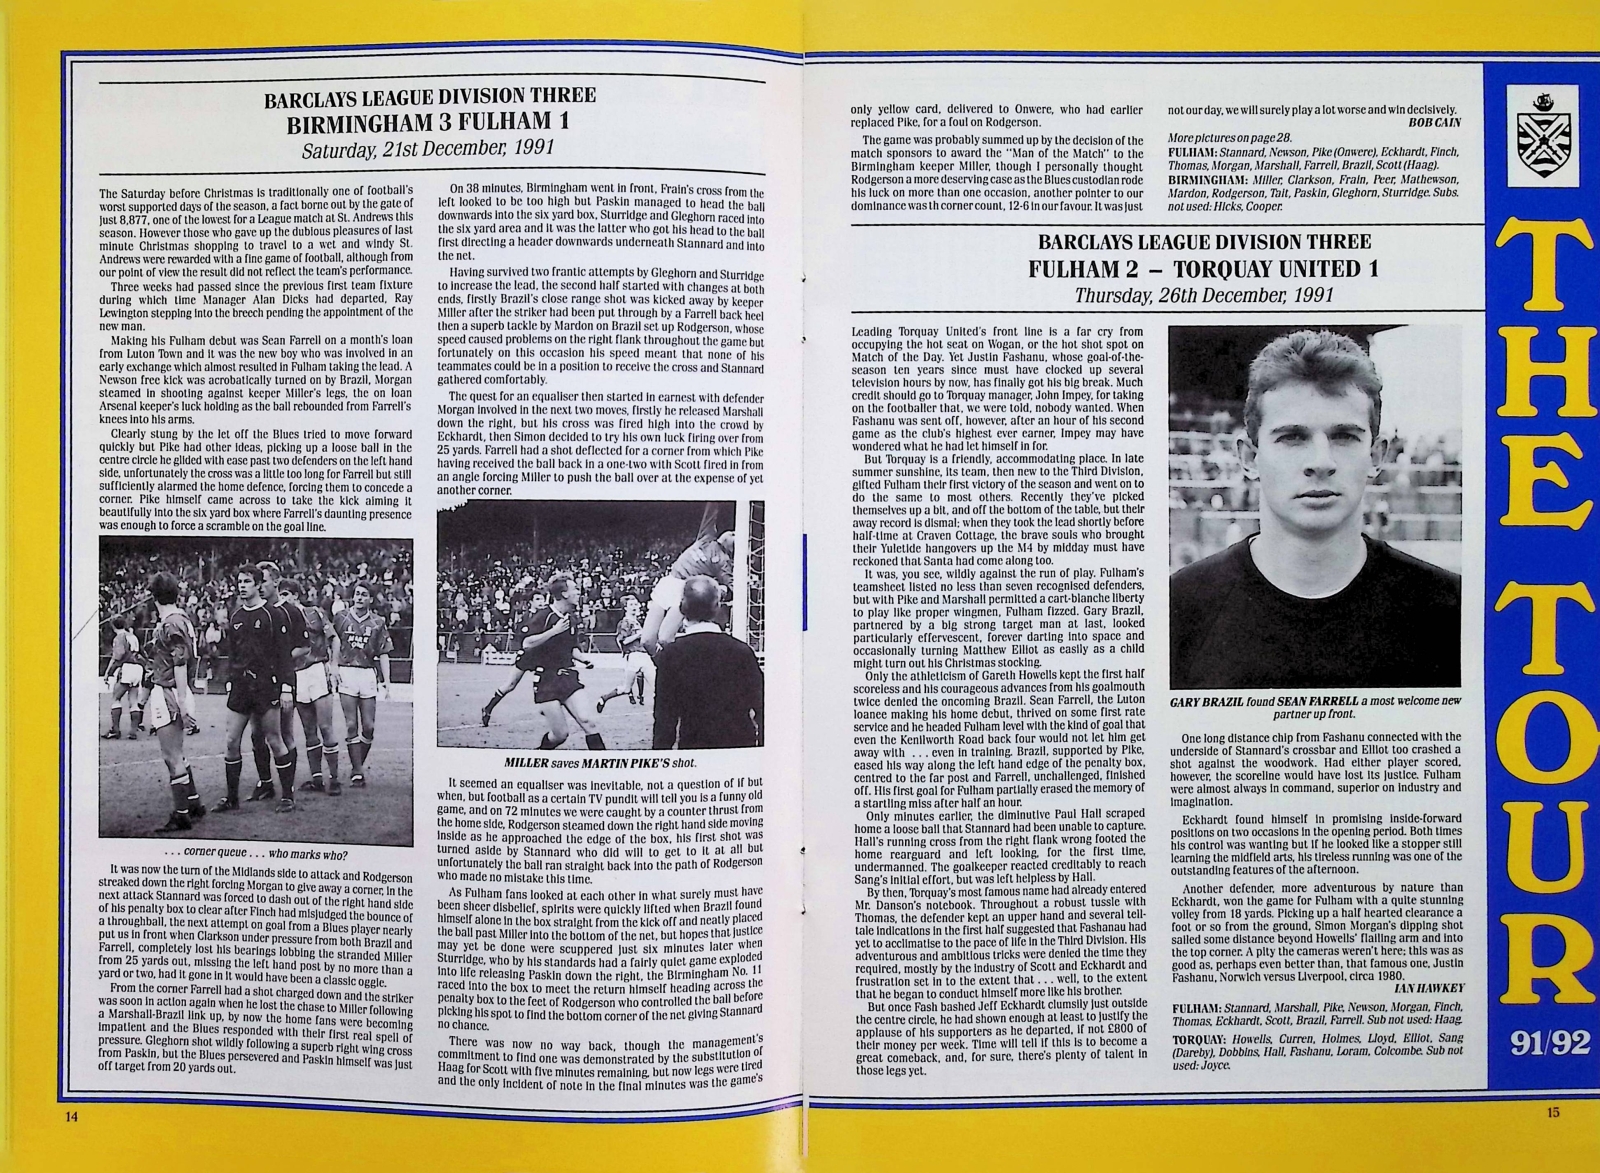 BARCLAYS LEAGUE DIVISION THREE
BIRMINGHAM 3 FULHAM 1
Saturday, 21st December, 1991
The Saturday before Christmas is traditionally one of football's
worst supported days of the season, a fact borne out by the gate of
just 8,877, one of the lowest for a League match at St. Andrews this
season. However those who gave up the dubious pleasures of last
minute Christmas shopping to travel to a wet and windy St.
Andrews were rewarded with a fine game of football, although from
our point of view the result did not reflect the team's performance.
Three weeks had passed since the previous first team fixture
during which time Manager Alan Dicks had departed, Ray
Lewington stepping into the breech pending the appointment of the
new man.
Making his Fulham debut was Sean Farrell on a month's loan
from Luton Town and it was the new boy who was involved in an
early exchange which almost resulted in Fulham taking the lead. A
Newson free kick was acrobatically turned on by Brazil, Morgan
steamed in shooting against keeper Miller's legs, the on loan
Arsenal keeper's luck holding as the ball rebounded from Farrell's
knees into his arms.
Clearly stung by the let off the Blues tried to move forward
quickly but Pike had other ideas, picking up a loose ball in the
centre circle he glided with ease past two defenders on the left hand
side, unfortunately the cross was a little too long for Farrell but still
sufficiently alarmed the home defence, forcing them to concede a
corner. Pike himself came across to take the kick aiming it
beautifully into the six yard box where Farrell's daunting presence
was enough to force a scramble on the goal line.
. . . corner queue . . . who marks who?
It was now the turn of the Midlands side to attack and Rodgerson
streaked down the right forcing Morgan to give away a corner, in the
next attack Stannard was forced to dash out of the right hand side
of his penalty box to clear after Finch had misjudged the bounce of
a throughball, the next attempt on goal from a Blues player nearly
put us in front when Clarkson under pressure from both Brazil and
Farrell, completely lost his bearings lobbing the stranded Miller
from 25 yards out, missing the left hand post by no more than a
yard or two, had it gone in it would have been a classic oggie.
From the corner Farrell had a shot charged down and the striker
was soon in action again when he lost the chase to Miller following
a Marshall-Brazil link up, by now the home fans were becoming
impatient and the Blues responded with their first real spell of
pressure. Gleghorn shot wildly following a superb right wing cross
from Paskin, but the Blues persevered and Paskin himself was just
off target from 20 yards out.
On 38 minutes, Birmingham went in front, Frain's cross from the
left looked to be too high but Paskin managed to head the ball
downwards into the six yard box, Sturridge and Gleghorn raced into
the six yard area and it was the latter who got his head to the ball
first directing a header downwards underneath Stannard and into
the net.
Having survived two frantic attempts by Gleghorn and Sturridge
to increase the lead, the second half started with changes at both
ends, firstly Brazil's close range shot was kicked away by keeper
Miller after the striker had been put through by a Farrell back heel
then a superb tackle by Mardon on Brazil set up Rodgerson, whose
speed caused problems on the right flank throughout the game but
fortunately on this occasion his speed meant that none of his
teammates could be in a position to receive the cross and Stannard
gathered comfortably.
The quest for an equaliser then started in earnest with defender
Morgan involved in the next two moves, firstly he released Marshall
down the right, but his cross was fired high into the crowd by
Eckhardt, then Simon decided to try his own luck firing over from
25 yards. Farrell had a shot deflected for a corner from which Pike
having received the ball back in a one-two with Scott fired in from
an angle forcing Miller to push the ball over at the expense of yet
another corner.
MILLER saves MARTIN PIKE'S shot.
It seemed an equaliser was inevitable, not a question of if but
when, but football as a certain TV pundit will tell you is a funny old
game, and on 72 minutes we were caught by a counter thrust from
the home side, Rodgerson steamed down the right hand side moving
inside as he approached the edge of the box, his first shot was
turned aside by Stannard who did will to get to it at all but
unfortunately the ball ran straight back into the path of Rodgerson
who made no mistake this time.
As Fulham fans looked at each other in what surely must have
been sheer disbelief, spirits were quickly lifted when Brazil found
himself alone in the box straight from the kick off and neatly placed
the ball past Miller into the bottom of the net, but hopes that justice
may yet be done were scuppered just six minutes later when
Sturridge, who by his standards had a fairly quiet game exploded
into life releasing Paskin down the right, the Birmingham No. 11
raced into the box to meet the return himself heading across the
penalty box to the feet of Rodgerson who controlled the ball before
picking his spot to find the bottom corner of the net giving Stannard
no chance.
There was now no way back, though the management's
commitment to find one was demonstrated by the substitution of
Haag for Scott with five minutes remaining, but now legs were tired
and the only incident of note in the final minutes was the game's
14
only yellow card, delivered to Onwere, who had earlier
replaced Pike, for a foul on Rodgerson.
The game was probably summed up by the decision of the
match sponsors to award the "Man of the Match" to the
Birmingham keeper Miller, though I personally thought
Rodgerson a more deserving case as the Blues custodian rode
his luck on more than one occasion, another pointer to our
dominance was th corner count, 12-6 in our favour. It was just
not our day, we will surely play a lot worse and win decisively.
BOB CAIN
More pictures on page 28.
FULHAM: Stannard, Newson, Pike (Onwere), Eckhardt, Finch,
Thomas, Morgan, Marshall, Farrell, Brazil, Scott (Haag).
BIRMINGHAM: Miller, Clarkson, Frain, Peer, Mathewson,
Mardon, Rodgerson, Tait, Paskin, Gleghorn, Sturridge. Subs.
not used: Hicks, Cooper.
BARCLAYS LEAGUE DIVISION THREE
FULHAM 2 – TORQUAY UNITED 1
Thursday, 26th December, 1991
Leading Torquay United's front line is a far cry from
occupying the hot seat on Wogan, or the hot shot spot on
Match of the Day. Yet Justin Fashanu, whose goal-of-the-
season ten years since must have clocked up several
television hours by now, has finally got his big break. Much
credit should go to Torquay manager, John Impey, for taking
on the footballer that, we were told, nobody wanted. When
Fashanu was sent off, however, after an hour of his second
game as the club's highest ever earner, Impey may have
wondered what he had let himself in for.
But Torquay is a friendly, accommodating place. In late
summer sunshine, its team, then new to the Third Division,
gifted Fulham their first victory of the season and went on to
do the same to most others. Recently they've picked
themselves up a bit, and off the bottom of the table, but their
away record is dismal; when they took the lead shortly before
half-time at Craven Cottage, the brave souls who brought
their Yuletide hangovers up the M4 by midday must have
reckoned that Santa had come along too.
It was, you see, wildly against the run of play. Fulham's
teamsheet listed no less than seven recognised defenders,
but with Pike and Marshall permitted a cart-blanche liberty
to play like proper wingmen, Fulham fizzed. Gary Brazil,
partnered by a big strong target man at last, looked
particularly effervescent, forever darting into space and
occasionally turning Matthew Elliot as easily as a child
might turn out his Christmas stocking.
Only the athleticism of Gareth Howells kept the first half
scoreless and his courageous advances from his goalmouth
twice denied the oncoming Brazil. Sean Farrell, the Luton
loanee making his home debut, thrived on some first rate
service and he headed Fulham level with the kind of goal that
even the Kenilworth Road back four would not let him get
away with . . . even in training. Brazil, supported by Pike,
eased his way along the left hand edge of the penalty box,
centred to the far post and Farrell, unchallenged, finished
off. His first goal for Fulham partially erased the memory of
a startling miss after half an hour.
Only minutes earlier, the diminutive Paul Hall scraped
home a loose ball that Stannard had been unable to capture.
Hall's running cross from the right flank wrong footed the
home rearguard and left looking, for the first time,
undermanned. The goalkeeper reacted creditably to reach
Sang's initial effort, but was left helpless by Hall.
By then, Torquay's most famous name had already entered
Mr. Danson's notebook. Throughout a robust tussle with
Thomas, the defender kept an upper hand and several tell-
tale indications in the first half suggested that Fashanau had
yet to acclimatise to the pace of life in the Third Division. His
adventurous and ambitious tricks were denied the time they
required, mostly by the industry of Scott and Eckhardt and
frustration set in to the extent that . . . well, to the extent
that he began to conduct himself more like his brother.
But once Fash bashed Jeff Eckhardt clumsily just outside
the centre circle, he had shown enough at least to justify the
applause of his supporters as he departed, if not £800 of
their money per week. Time will tell if this is to become a
great comeback, and, for sure, there's plenty of talent in
those legs yet.
GARY BRAZIL found SEAN FARRELL a most welcome new
partner up front.
One long distance chip from Fashanu connected with the
underside of Stannard's crossbar and Elliot too crashed a
shot against the woodwork. Had either player scored,
however, the scoreline would have lost its justice. Fulham
were almost always in command, superior on industry and
imagination.
Eckhardt found himself in promising inside-forward
positions on two occasions in the opening period. Both times
his control was wanting but if he looked like a stopper still
learning the midfield arts, his tireless running was one of the
outstanding features of the afternoon.
Another defender, more adventurous by nature than
Eckhardt, won the game for Fulham with a quite stunning
volley from 18 yards. Picking up a half hearted clearance a
foot or so from the ground, Simon Morgan's dipping shot
sailed some distance beyond Howells' flailing arm and into
the top corner. A pity the cameras weren't here; this was as
good as, perhaps even better than, that famous one, Justin
Fashanu, Norwich versus Liverpool, circa 1980.
IAN HAWKEY
FULHAM: Stannard, Marshall, Pike, Newson, Morgan, Finch,
Thomas, Eckhardt, Scott, Brazil, Farrell. Sub not used: Haag.
TORQUAY: Howells, Curren, Holmes, Lloyd, Elliot, Sang
(Dareby), Dobbins, Hall, Fashanu, Loram, Colcombe. Sub not
used: Joyce.
THE TOUR
91/92
15